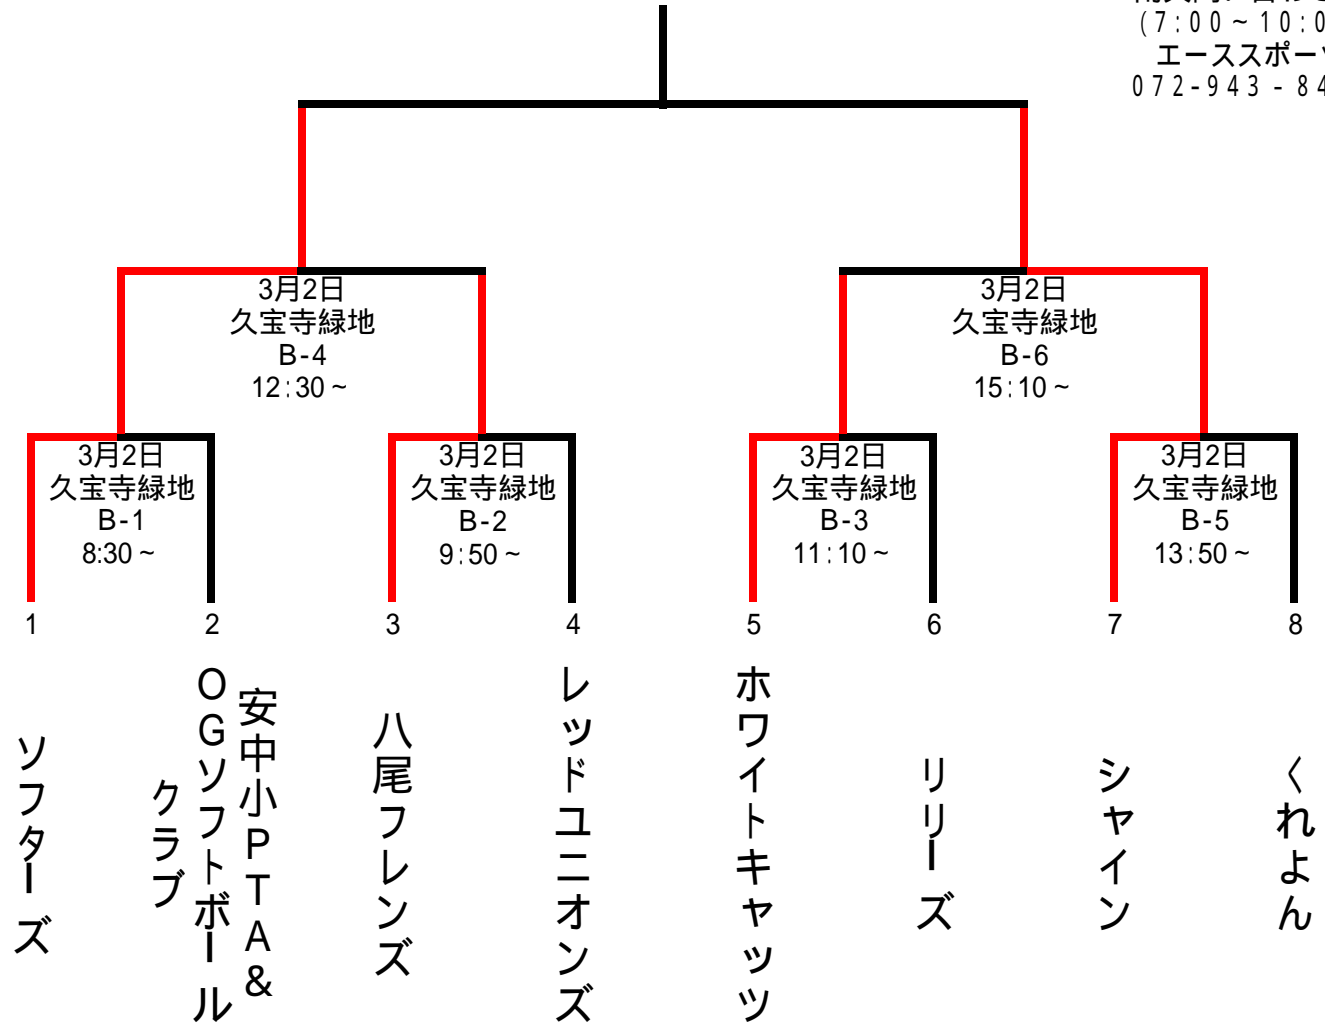 (7:00~10:0
エーススポーツ
072-943-84
3月2日
久宝寺緑地
B-4
12:30~
3月2日
久宝寺緑地
B-6
15:10~
3月2日
久宝寺緑地
B-1
8:30~
3月2日
久宝寺緑地
B-2
9:50~
3月2日
久宝寺緑地
B-3
11:10~
3月2日
久宝寺緑地
B-5
13:50~
1
2
3
4
5
6
7
8
ソフターズ
安中小PTA&
OGソフトボール
クラブ
八尾フレンズ
レッドユニオンズ
ホワイトキャッツ
リリーズ
シャイン
くれよん